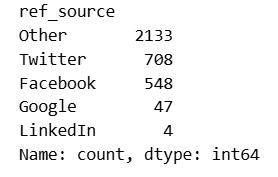 ref_source
Other 2133
Twitter 708
Facebook 548
Google 47
LinkedIn 4
Name: count, dtype: int64